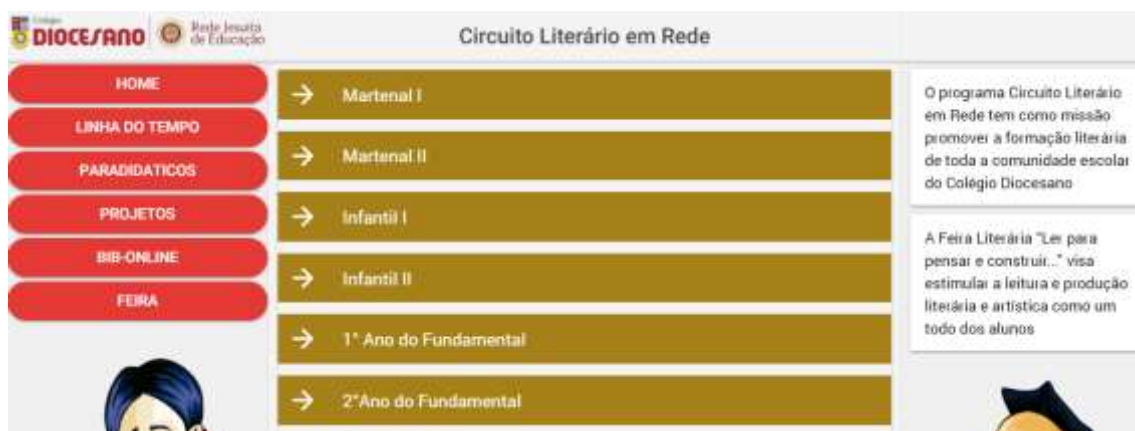 Colégio
DIOCESANO
Rede Jesuíta
de Educação
Circuito Literário em Rede
HOME
LINHA DO TEMPO
PARADIDATICOS
PROJETOS
BIB-ONLINE
FEIRA
Martenal I
Martenal II
Infantil I
Infantil II
1° Ano do Fundamental
2°Ano do Fundamental
O programa Circuito Literário
em Rede tem como missão
promover a formação literária
de toda a comunidade escolar
do Colégio Diocesano
A Feira Literária "Ler para
pensar e construir..." visa
estimular a leitura e produção
literária e artística como um
todo dos alunos